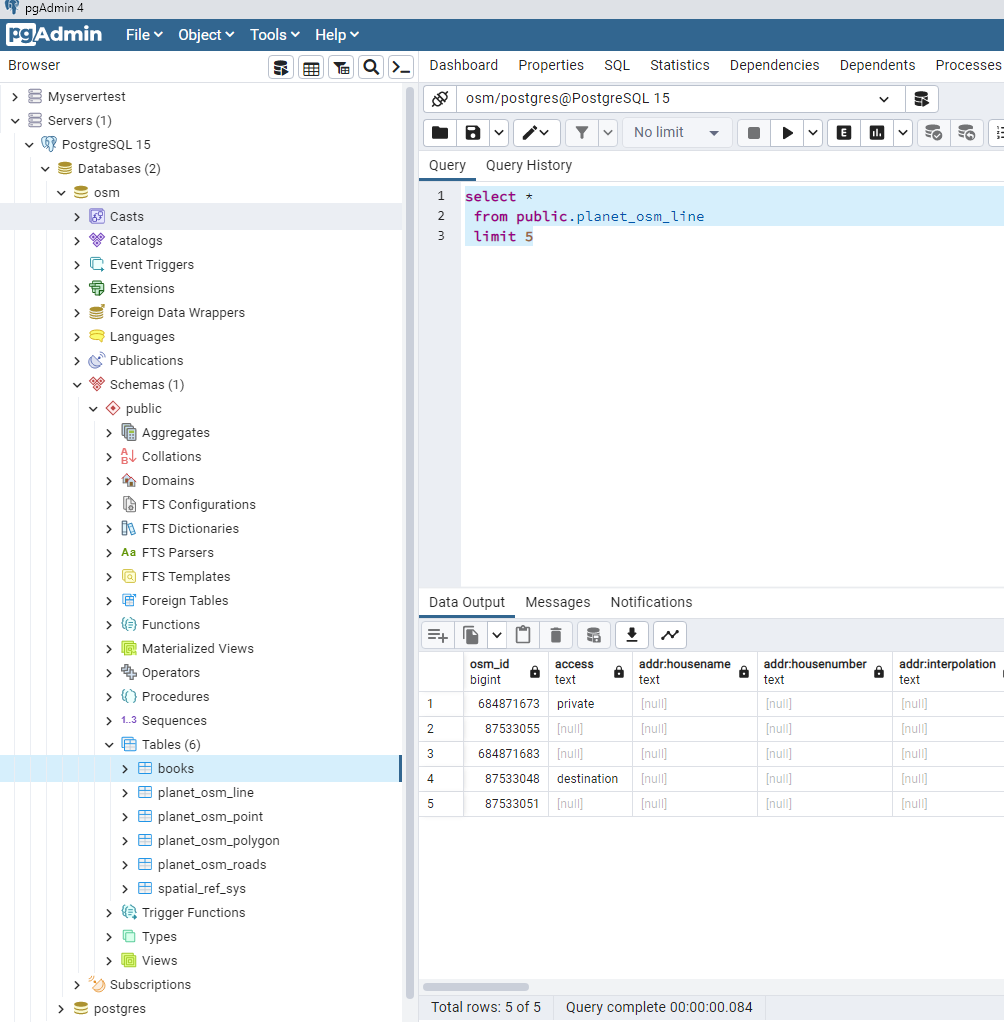 pgAdmin 4
pgAdmin File Object Tools Help
Browser
Dashboard Properties SQL Statistics Dependencies Dependents Processes
Myservertest
Servers (1)
PostgreSQL 15
Databases (2)
osm
Casts
Catalogs
Event Triggers
Extensions
Foreign Data Wrappers
Languages
Publications
Schemas (1)
public
Aggregates
A
B
Collations
Domains
FTS Configurations
FTS Dictionaries
Aa FTS Parsers
FTS Templates
Foreign Tables
Functions
Materialized Views
Operators
Procedures
1..3 Sequences
Tables (6)
books
planet_osm_line
planet_osm_point
planet_osm_polygon
planet_osm_roads
spatial_ref_sys
Trigger Functions
Types
Views
Subscriptions
postgres
osm/postgres@PostgreSQL 15
No limit E
Query Query History
1 select *
2 from public.planet_osm_line
3 limit 5
Data Output Messages Notifications
osm_id access addr:housename addr:housenumber addr:interpolation
bigint text text text text
1 684871673 private [null] [null] [null]
2 87533055 [null] [null] [null] [null]
3 684871683 [null] [null] [null] [null]
4 87533048 destination [null] [null] [null]
5 87533051 [null] [null] [null] [null]
Total rows: 5 of 5 Query complete 00:00:00.084